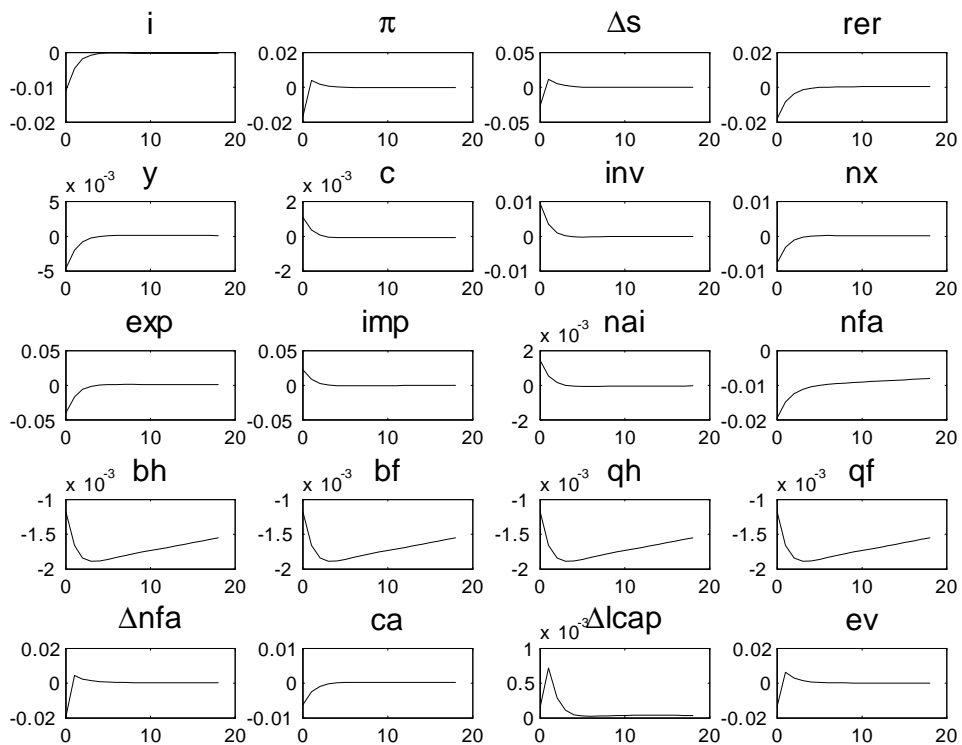 i π Δs rer
0 0.02 0.05 0.02
-0.01 0 0 0
-0.02 -0.02 -0.05 -0.02
0 10 20 0 10 20 0 10 20 0 10 20
y c inv nx
x 10⁻³ x 10⁻³
5 2 0.01 0.01
0 0 0 0
-5 -2 -0.01 -0.01
0 10 20 0 10 20 0 10 20 0 10 20
exp imp nai nfa
x 10⁻³
0.05 0.05 2 0
0 0 0 -0.01
-0.05 -0.05 -2 -0.02
0 10 20 0 10 20 0 10 20 0 10 20
bh bf qh qf
x 10⁻³ x 10⁻³ x 10⁻³ x 10⁻³
-1 -1 -1 -1
-1.5 -1.5 -1.5 -1.5
-2 -2 -2 -2
0 10 20 0 10 20 0 10 20 0 10 20
Δnfa ca Δlcap ev
x 10⁻³
0.02 0.01 1 0.02
0 0 0.5 0
-0.02 -0.01 0 -0.02
0 10 20 0 10 20 0 10 20 0 10 20